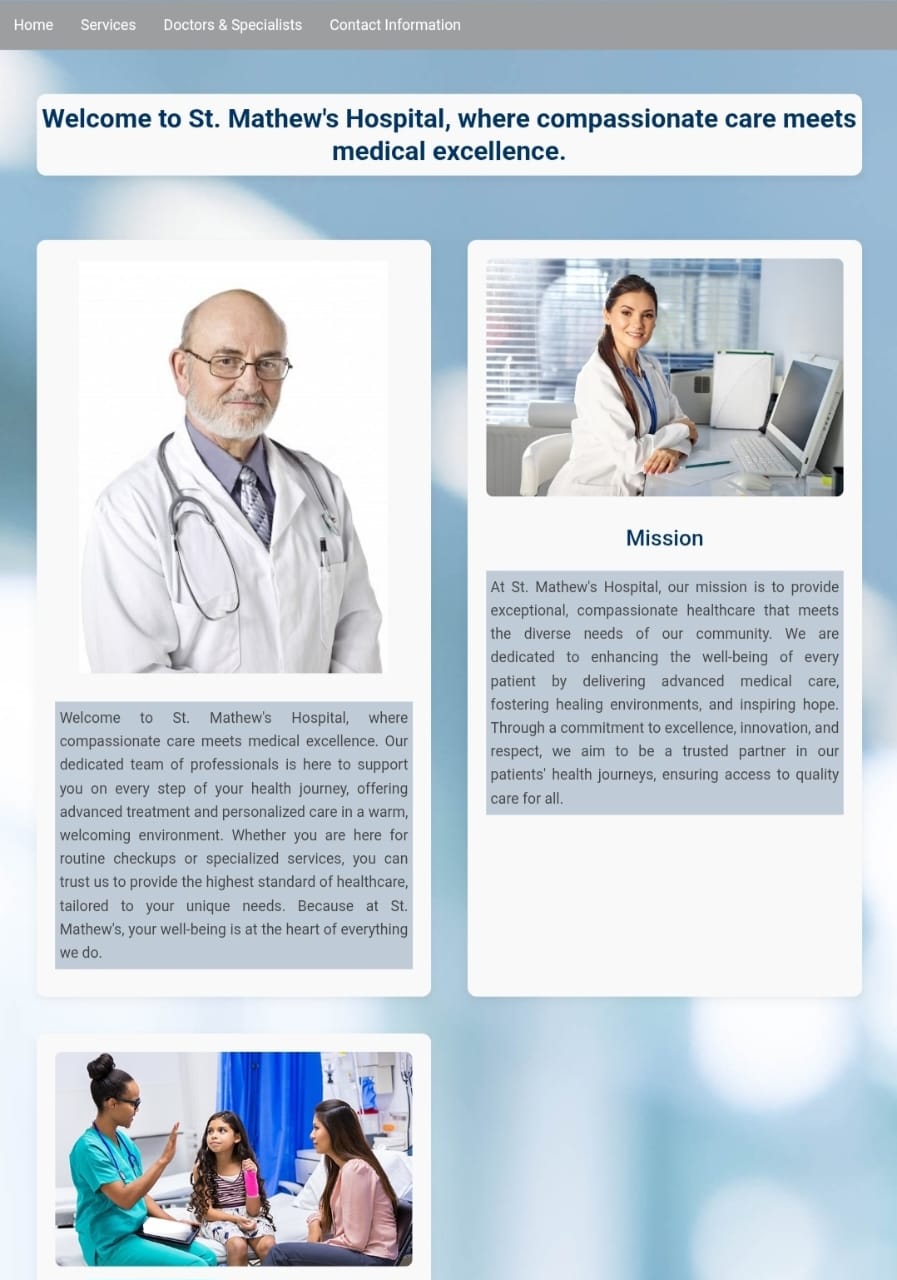 Home Services Doctors & Specialists Contact Information
Welcome to St. Mathew's Hospital, where compassionate care meets
medical excellence.
Welcome to St. Mathew's Hospital, where
compassionate care meets medical excellence. Our
dedicated team of professionals is here to support
you on every step of your health journey, offering
advanced treatment and personalized care in a warm,
welcoming environment. Whether you are here for
routine checkups or specialized services, you can
trust us to provide the highest standard of healthcare,
tailored to your unique needs. Because at St.
Mathew's, your well-being is at the heart of everything
we do.
Mission
At St. Mathew's Hospital, our mission is to provide
exceptional, compassionate healthcare that meets
the diverse needs of our community. We are
dedicated to enhancing the well-being of every
patient by delivering advanced medical care,
fostering healing environments, and inspiring hope.
Through a commitment to excellence, innovation, and
respect, we aim to be a trusted partner in our
patients' health journeys, ensuring access to quality
care for all.